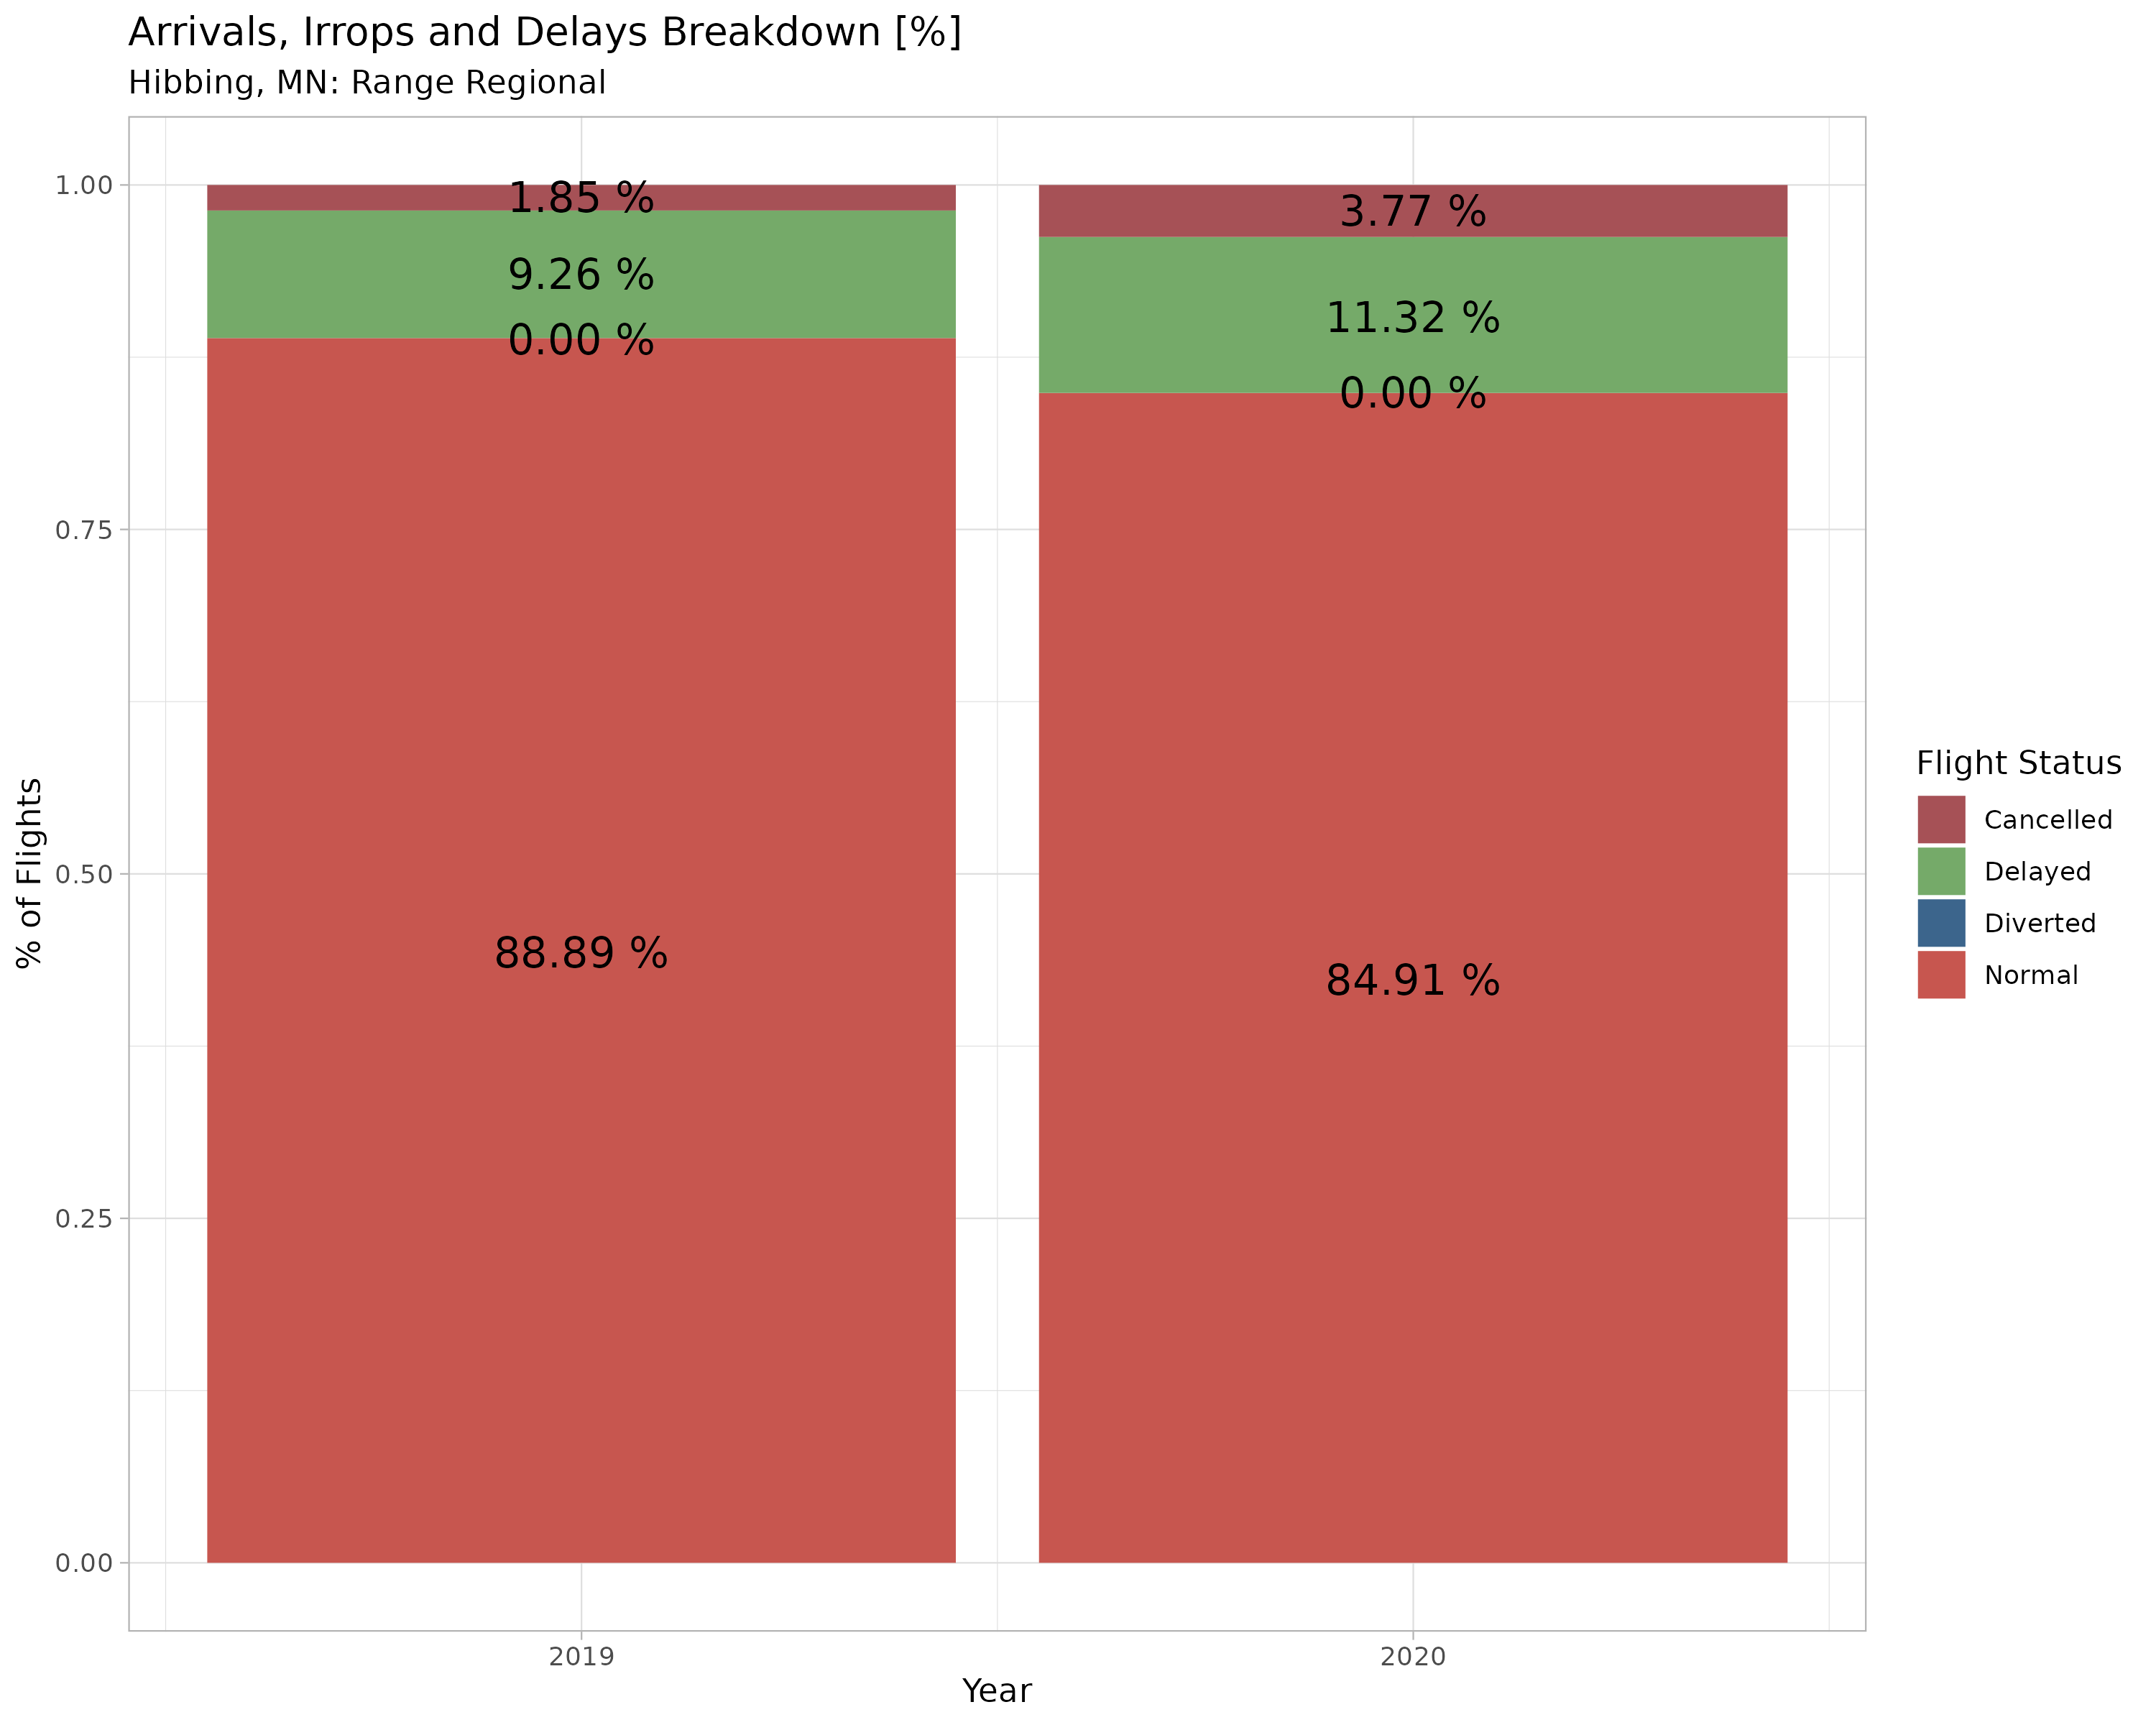 Arrivals, Irrops and Delays Breakdown [%]
Hibbing, MN: Range Regional
1.00
0.75
0.50
0.25
0.00
% of Flights
1.85 %
9.26 %
0.00 %
88.89 %
3.77 %
11.32 %
0.00 %
84.91 %
2019
2020
Year
Flight Status
Cancelled
Delayed
Diverted
Normal